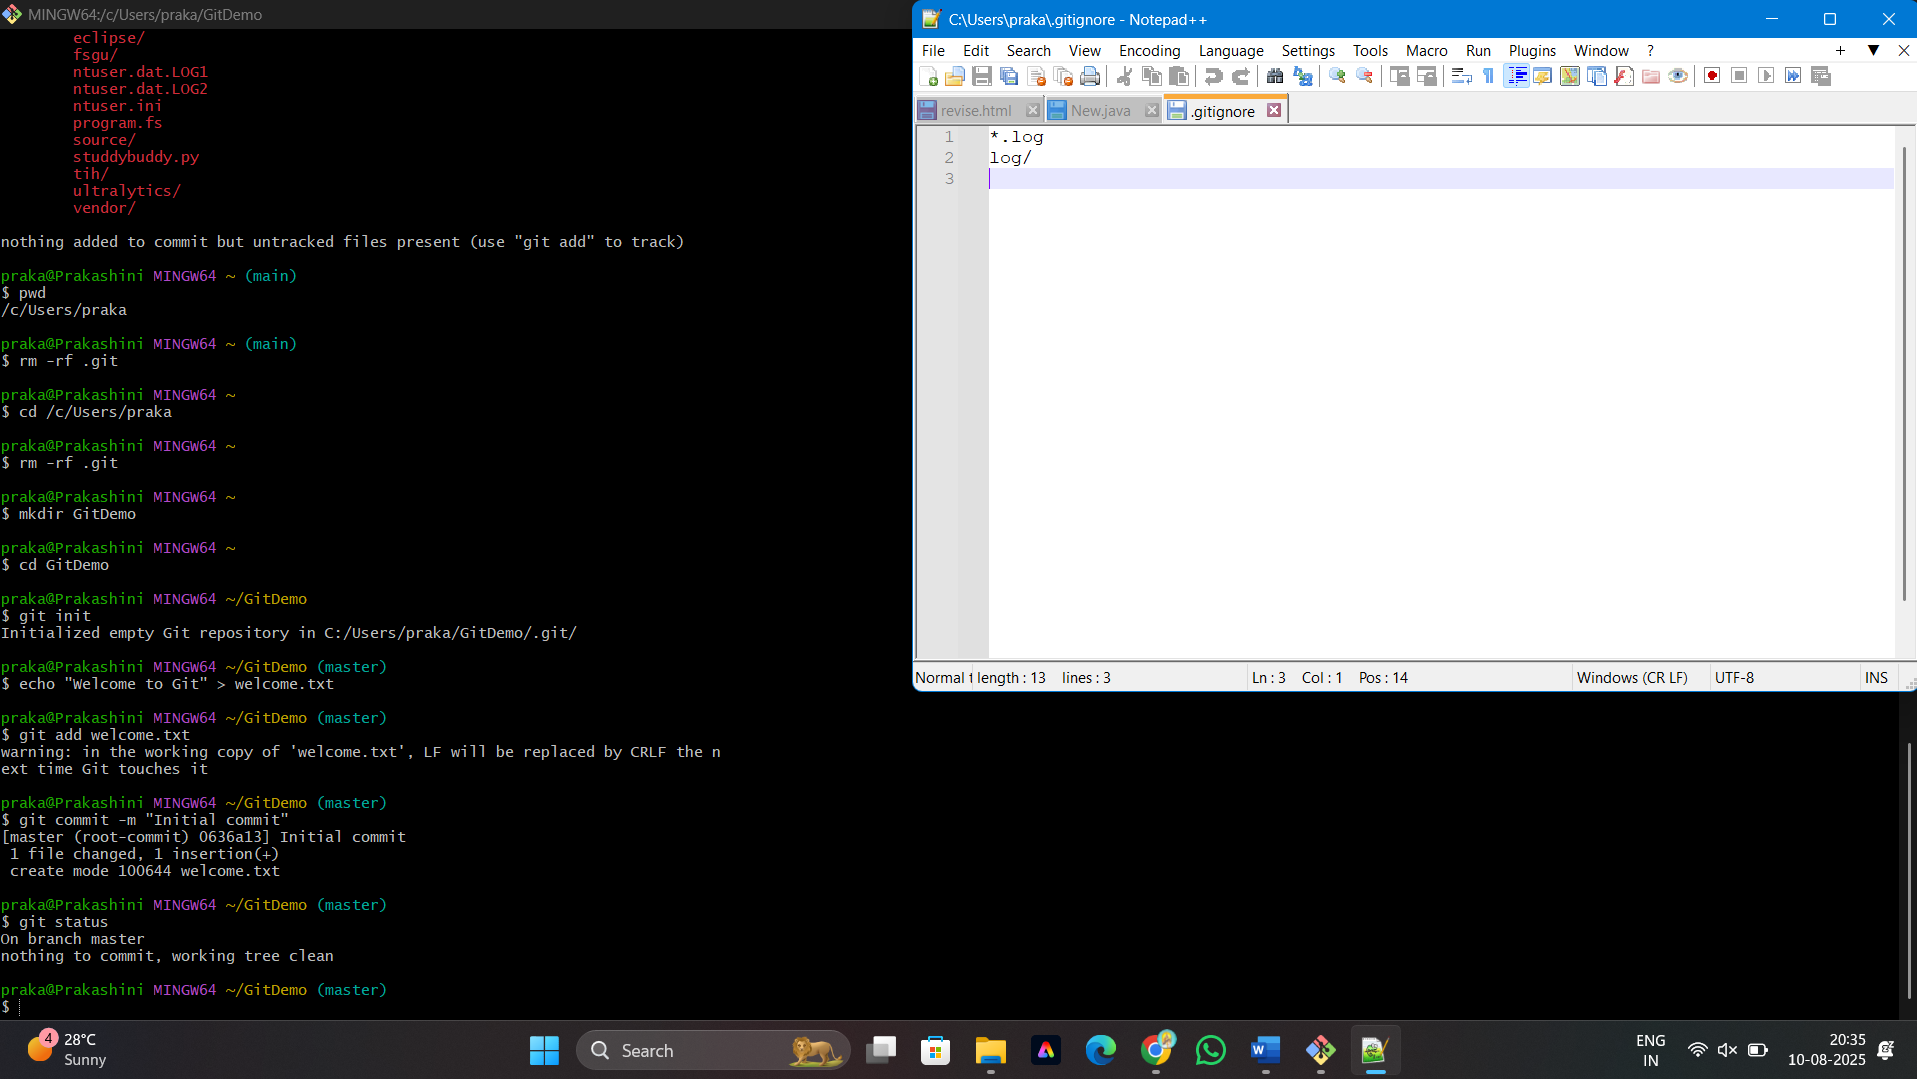 MINGW64:/c/Users/praka/GitDemo
eclipse/
fsgu/
ntuser.dat.LOG1
ntuser.dat.LOG2
ntuser.ini
program.fs
source/
studdybuddy.py
tih/
ultralytics/
vendor/
nothing added to commit but untracked files present (use "git add" to track)
praka@Prakashini MINGW64 ~ (main)
$ pwd
/c/Users/praka
praka@Prakashini MINGW64 ~ (main)
$ rm -rf .git
praka@Prakashini MINGW64 ~
$ cd /c/Users/praka
praka@Prakashini MINGW64 ~
$ rm -rf .git
praka@Prakashini MINGW64 ~
$ mkdir GitDemo
praka@Prakashini MINGW64 ~
$ cd GitDemo
praka@Prakashini MINGW64 ~/GitDemo
$ git init
Initialized empty Git repository in C:/Users/praka/GitDemo/.git/
praka@Prakashini MINGW64 ~/GitDemo (master)
$ echo "Welcome to Git" > welcome.txt
praka@Prakashini MINGW64 ~/GitDemo (master)
$ git add welcome.txt
warning: in the working copy of 'welcome.txt', LF will be replaced by CRLF the n
ext time Git touches it
praka@Prakashini MINGW64 ~/GitDemo (master)
$ git commit -m "Initial commit"
[master (root-commit) 0636a13] Initial commit
1 file changed, 1 insertion(+)
create mode 100644 welcome.txt
praka@Prakashini MINGW64 ~/GitDemo (master)
$ git status
On branch master
nothing to commit, working tree clean
praka@Prakashini MINGW64 ~/GitDemo (master)
$
C:\Users\praka\.gitignore - Notepad++
File Edit Search View Encoding Language Settings Tools Macro Run Plugins Window ?
revise.html New.java .gitignore
1 *.log
2 log/
3
Normal t length : 13 lines : 3 Ln : 3 Col : 1 Pos : 14 Windows (CR LF) UTF-8 INS
4 28°C
Sunny
Search
ENG
IN
20:35
10-08-2025